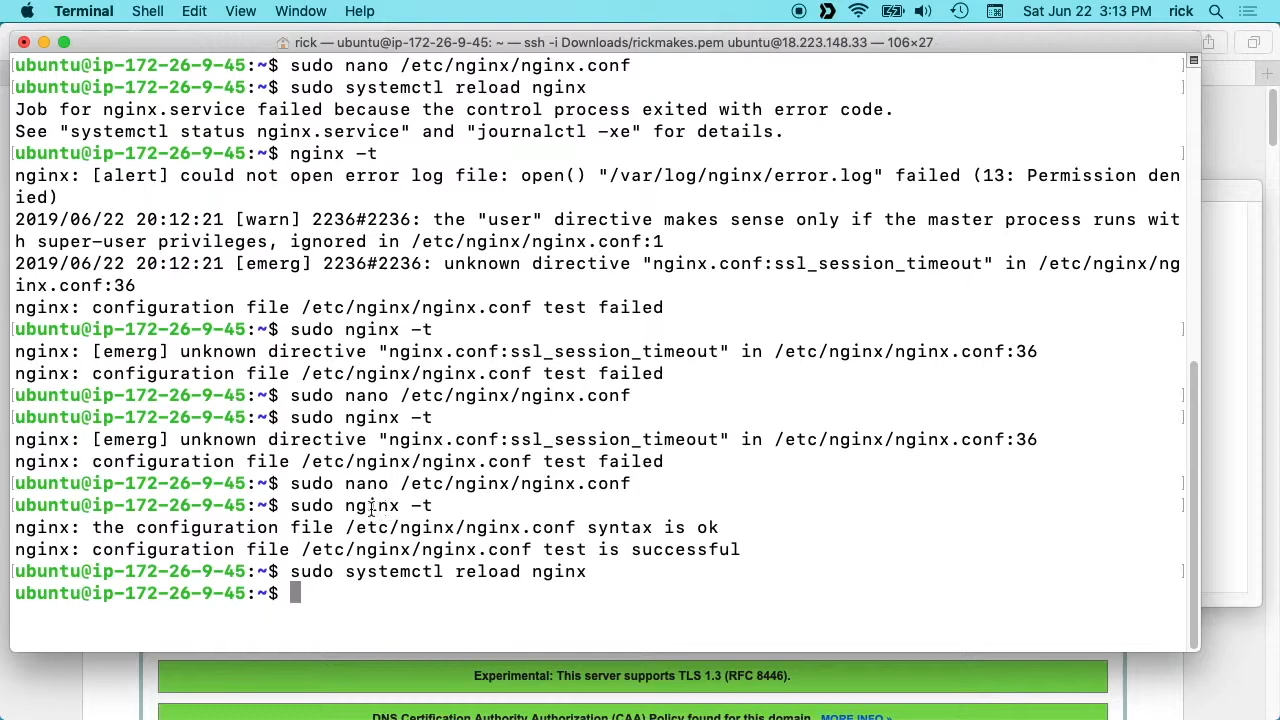 Terminal Shell Edit View Window Help Sat Jun 22 3:13 PM rick
rick — ubuntu@ip-172-26-9-45: ~ — ssh -i Downloads/rickmakes.pem ubuntu@18.223.148.33 — 106×27
[ubuntu@ip-172-26-9-45:~$ sudo nano /etc/nginx/nginx.conf ]
[ubuntu@ip-172-26-9-45:~$ sudo systemctl reload nginx ]
Job for nginx.service failed because the control process exited with error code.
See "systemctl status nginx.service" and "journalctl -xe" for details.
[ubuntu@ip-172-26-9-45:~$ nginx -t ]
nginx: [alert] could not open error log file: open() "/var/log/nginx/error.log" failed (13: Permission den
ied)
2019/06/22 20:12:21 [warn] 2236#2236: the "user" directive makes sense only if the master process runs wit
h super-user privileges, ignored in /etc/nginx/nginx.conf:1
2019/06/22 20:12:21 [emerg] 2236#2236: unknown directive "nginx.conf:ssl_session_timeout" in /etc/nginx/ng
inx.conf:36
nginx: configuration file /etc/nginx/nginx.conf test failed
[ubuntu@ip-172-26-9-45:~$ sudo nginx -t ]
nginx: [emerg] unknown directive "nginx.conf:ssl_session_timeout" in /etc/nginx/nginx.conf:36
nginx: configuration file /etc/nginx/nginx.conf test failed
[ubuntu@ip-172-26-9-45:~$ sudo nano /etc/nginx/nginx.conf ]
[ubuntu@ip-172-26-9-45:~$ sudo nginx -t ]
nginx: [emerg] unknown directive "nginx.conf:ssl_session_timeout" in /etc/nginx/nginx.conf:36
nginx: configuration file /etc/nginx/nginx.conf test failed
[ubuntu@ip-172-26-9-45:~$ sudo nano /etc/nginx/nginx.conf ]
[ubuntu@ip-172-26-9-45:~$ sudo nginx -t ]
nginx: the configuration file /etc/nginx/nginx.conf syntax is ok
nginx: configuration file /etc/nginx/nginx.conf test is successful
[ubuntu@ip-172-26-9-45:~$ sudo systemctl reload nginx ]
ubuntu@ip-172-26-9-45:~$
Experimental: This server supports TLS 1.3 (RFC 8446).
DNS Certification Authority Authorization (CAA) Policy found for this domain. MORE INFO »